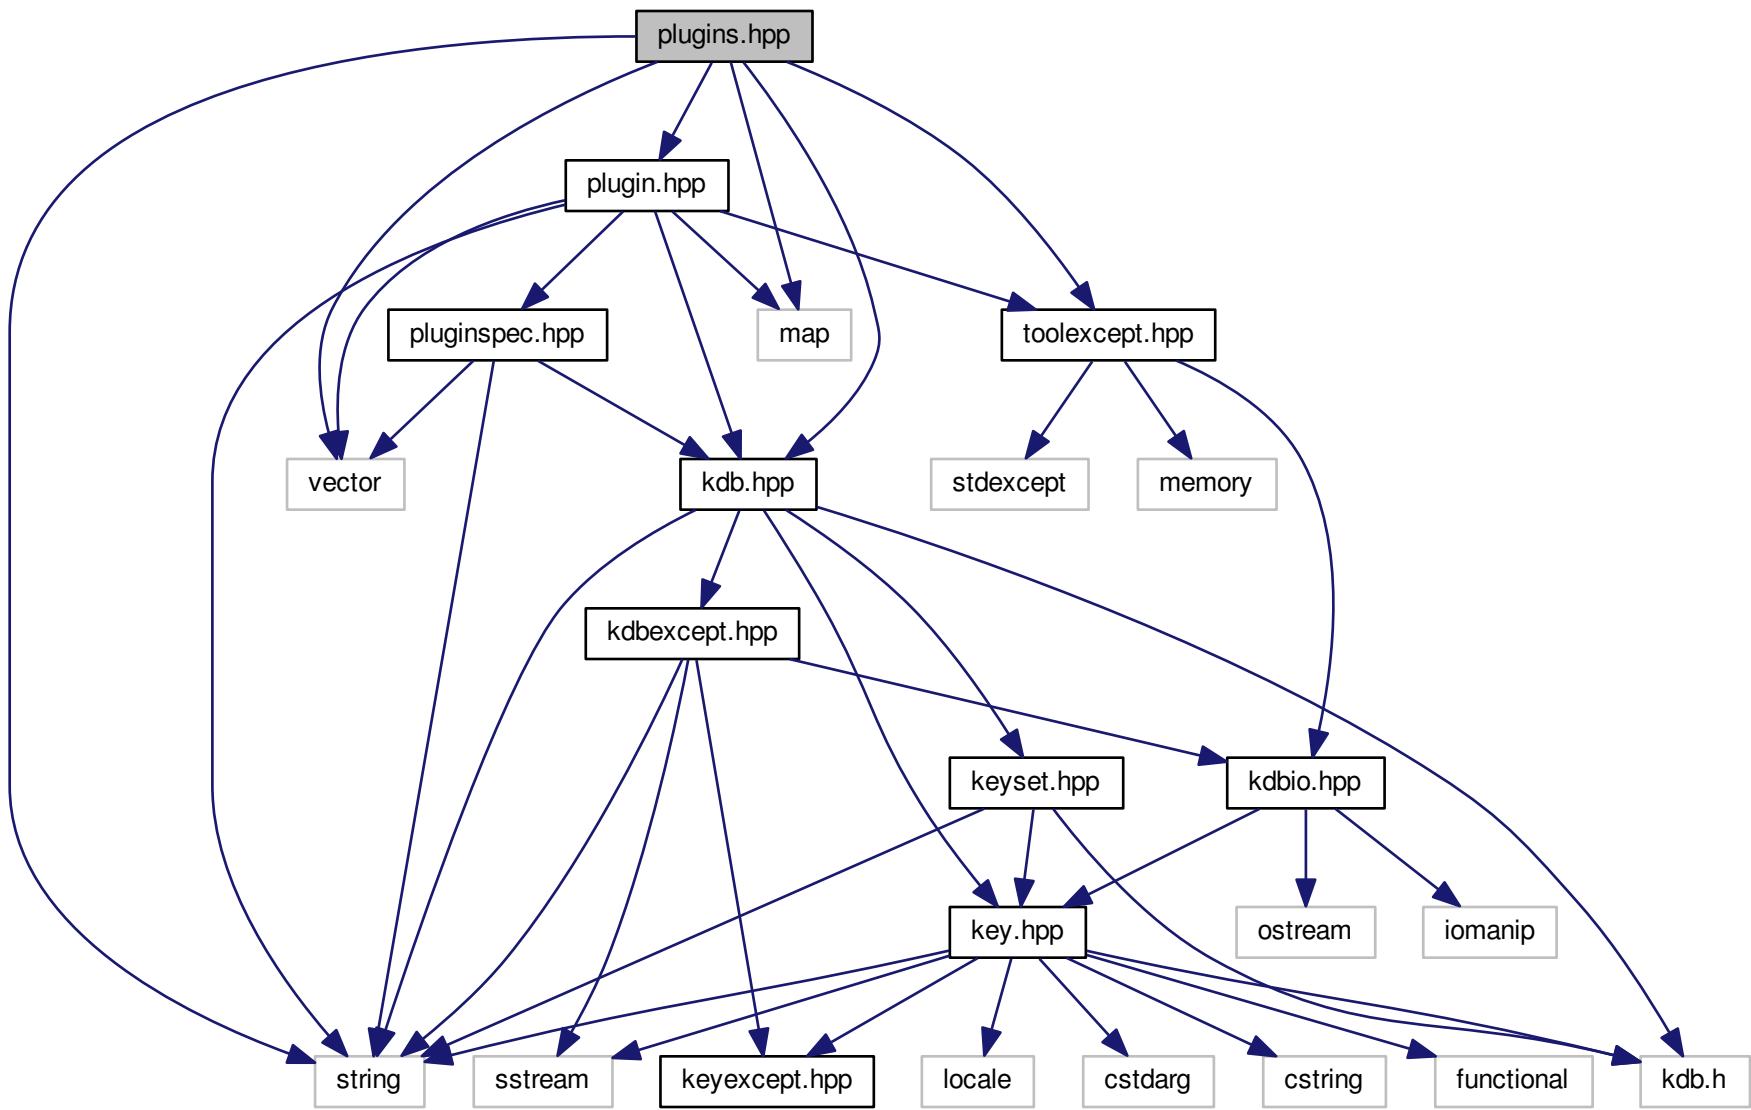 plugins.hpp
plugin.hpp
pluginspec.hpp
map
toolexcept.hpp
vector
kdb.hpp
stdexcept
memory
kdbexcept.hpp
keyset.hpp
kdbio.hpp
key.hpp
ostream
iomanip
string
sstream
keyexcept.hpp
locale
cstdarg
cstring
functional
kdb.h